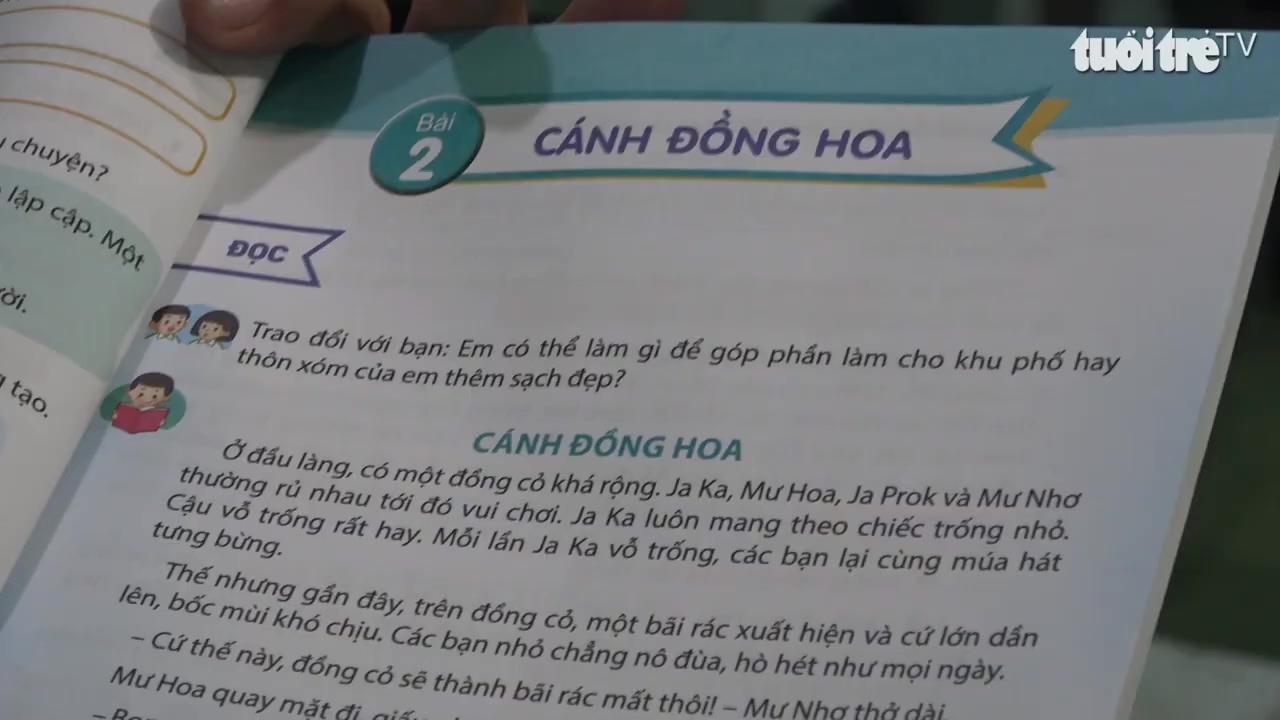 tuổi trẻ TV
chuyện?
lập cập. Một
tạo.
Bài
2
CÁNH ĐỒNG HOA
ĐỌC
Trao đổi với bạn: Em có thể làm gì để góp phần làm cho khu phố hay
thôn xóm của em thêm sạch đẹp?
CÁNH ĐỒNG HOA
Ở đầu làng, có một đồng cỏ khá rộng. Ja Ka, Mư Hoa, Ja Prok và Mư Nhơ
thường rủ nhau tới đó vui chơi. Ja Ka luôn mang theo chiếc trống nhỏ.
Cậu vỗ trống rất hay. Mỗi lần Ja Ka vỗ trống, các bạn lại cùng múa hát
tưng bừng.
Thế nhưng gần đây, trên đồng cỏ, một bãi rác xuất hiện và cứ lớn dần
lên, bốc mùi khó chịu. Các bạn nhỏ chẳng nô đùa, hò hét như mọi ngày.
– Cứ thế này, đồng cỏ sẽ thành bãi rác mất thôi! – Mư Nhơ thở dài.
Mư Hoa quay mặt đi,